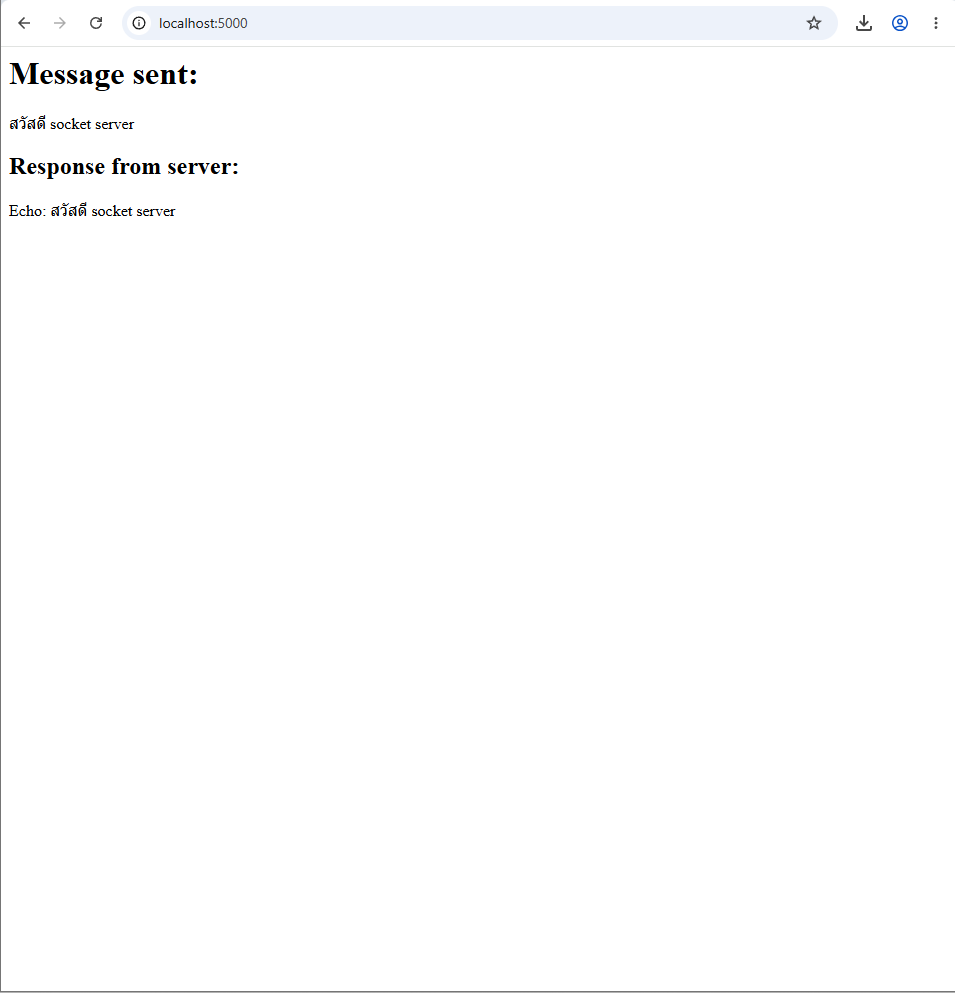 localhost:5000
Message sent:
สวัสดี socket server
Response from server:
Echo: สวัสดี socket server